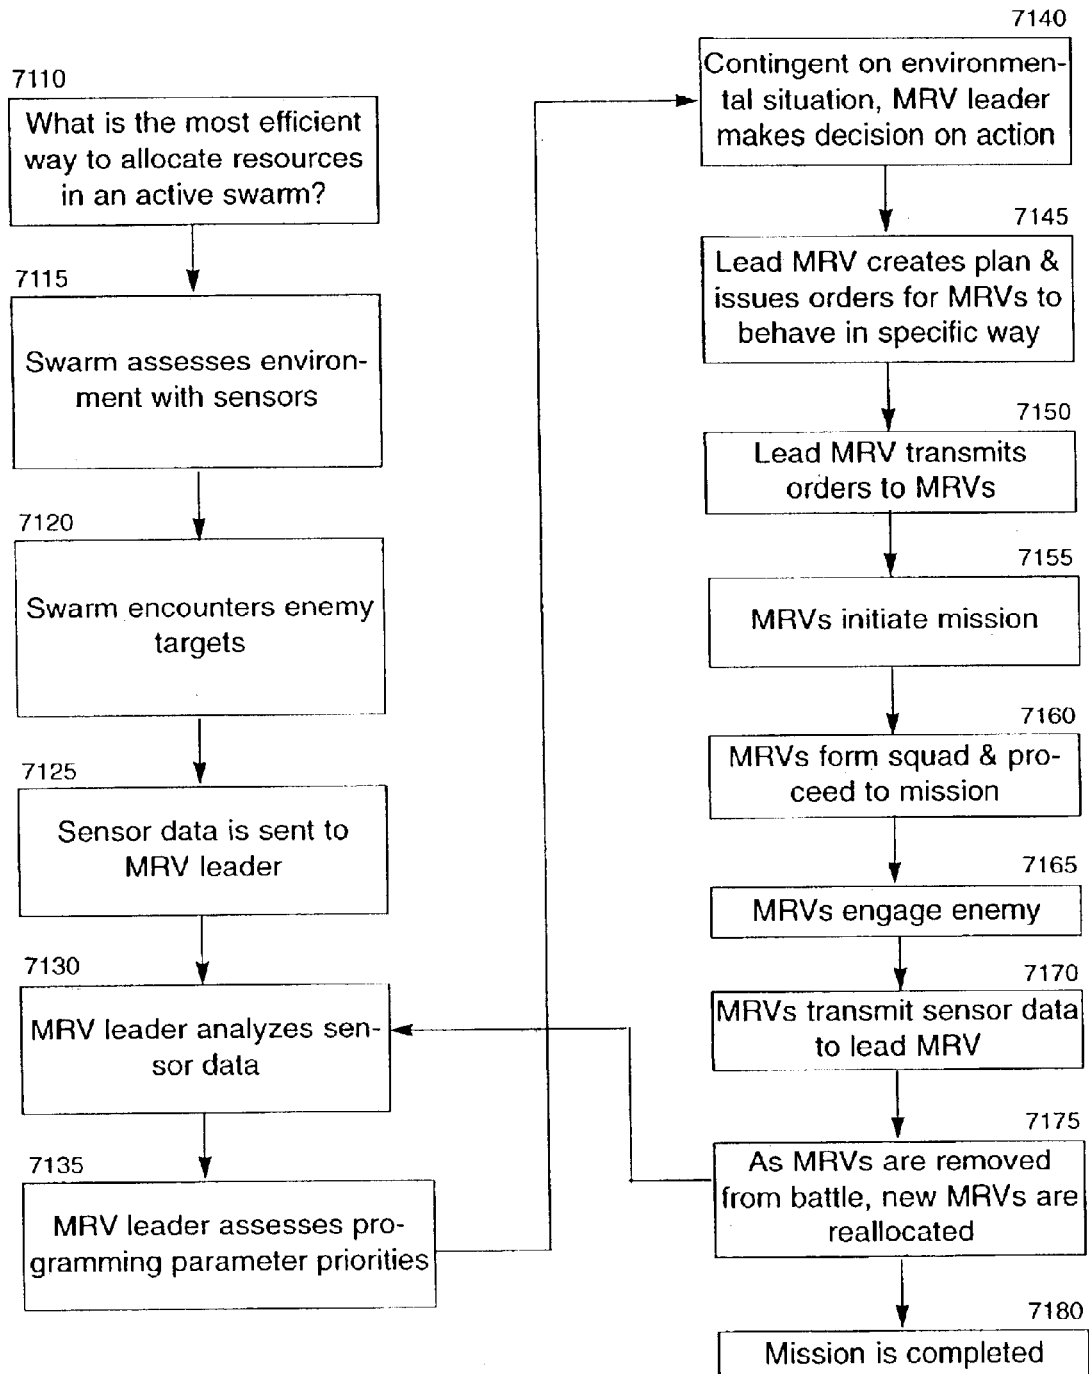 7110
What is the most efficient
way to allocate resources
in an active swarm?
7115
Swarm assesses environ-
ment with sensors
7120
Swarm encounters enemy
targets
7125
Sensor data is sent to
MRV leader
7130
MRV leader analyzes sen-
sor data
7135
MRV leader assesses pro-
gramming parameter priorities
7140
Contingent on environmen-
tal situation, MRV leader
makes decision on action
7145
Lead MRV creates plan &
issues orders for MRVs to
behave in specific way
7150
Lead MRV transmits
orders to MRVs
7155
MRVs initiate mission
7160
MRVs form squad & pro-
ceed to mission
7165
MRVs engage enemy
7170
MRVs transmit sensor data
to lead MRV
7175
As MRVs are removed
from battle, new MRVs are
reallocated
7180
Mission is completed